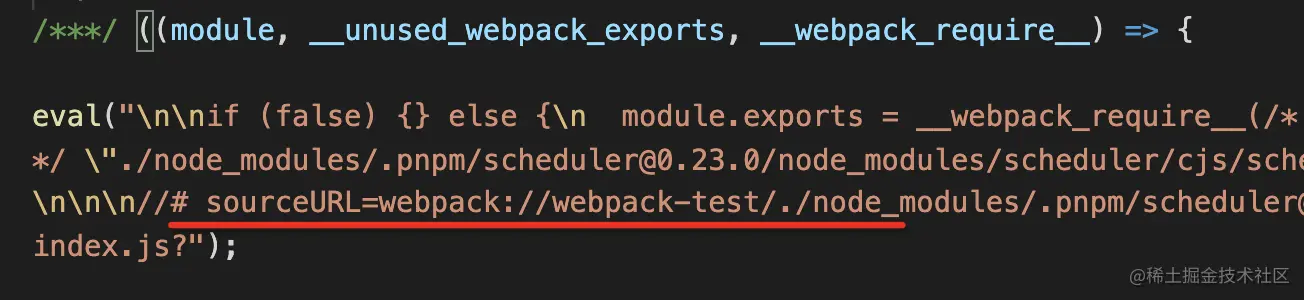 /***/ ((module, __unused_webpack_exports, __webpack_require__) => {
eval("\n\nif (false) {} else {\n  module.exports = __webpack_require__(/*
*/ \"./node_modules/.pnpm/scheduler@0.23.0/node_modules/scheduler/cjs/sche
\n\n\n//# sourceURL=webpack://webpack-test/./node_modules/.pnpm/scheduler@
index.js?");
@稀土掘金技术社区